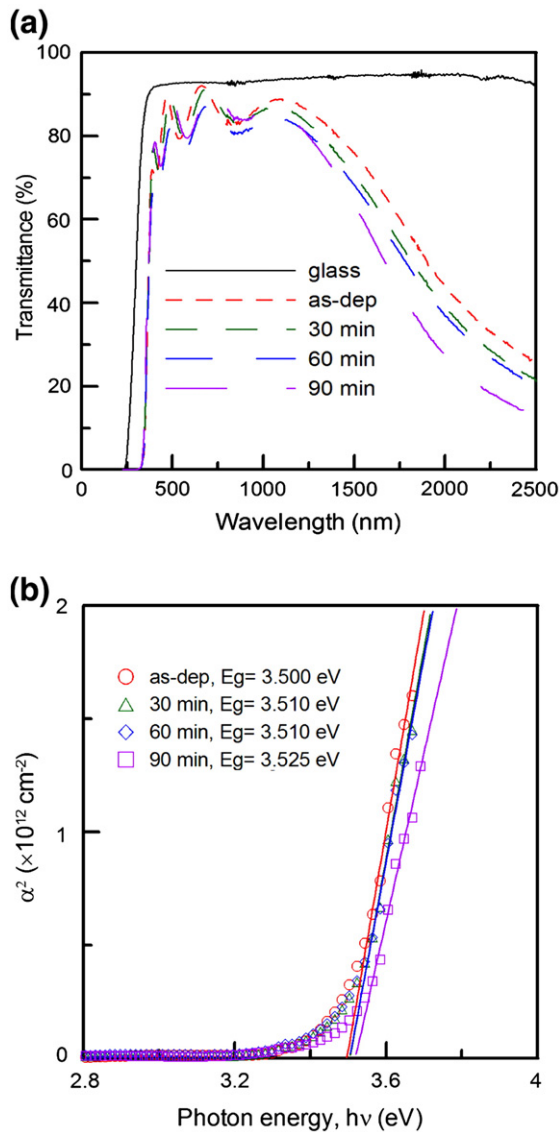 (a)
100
80
60
40
20
0
Transmittance (%)
glass
as-dep
30 min
60 min
90 min
0 500 1000 1500 2000 2500
Wavelength (nm)
(b)
2
1
0
α² (×10¹² cm⁻²)
as-dep, Eg= 3.500 eV
30 min, Eg= 3.510 eV
60 min, Eg= 3.510 eV
90 min, Eg= 3.525 eV
2.8 3.2 3.6 4
Photon energy, hν (eV)